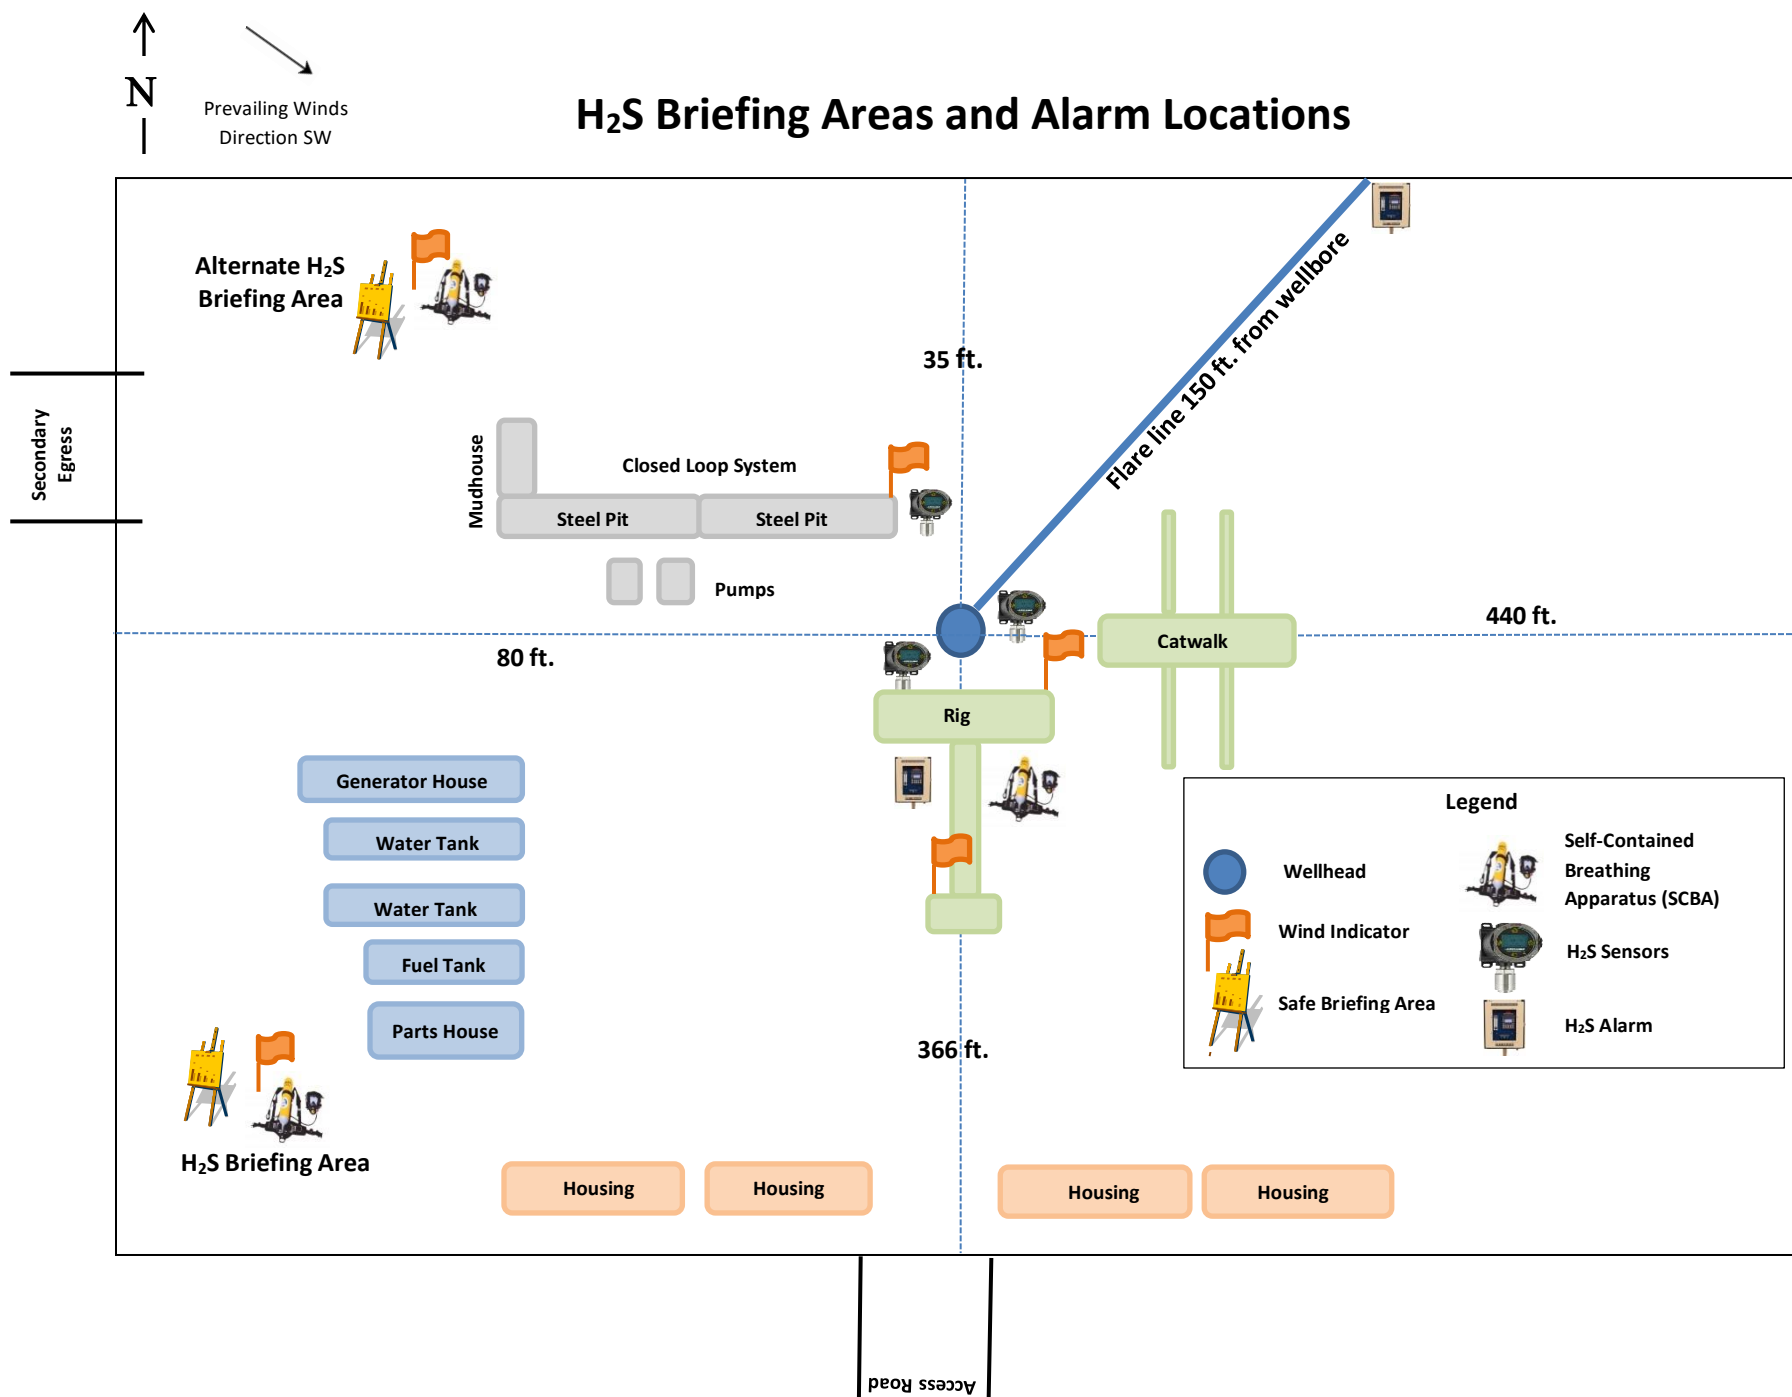 N
Prevailing Winds
Direction SW
H₂S Briefing Areas and Alarm Locations
Alternate H₂S
Briefing Area
35 ft.
Flare line 150 ft. from wellbore
Secondary
Egress
Mudhouse
Closed Loop System
Steel Pit
Steel Pit
Pumps
80 ft.
440 ft.
Catwalk
Rig
Generator House
Water Tank
Water Tank
Fuel Tank
Parts House
366 ft.
Legend
Wellhead
Self-Contained
Breathing
Apparatus (SCBA)
Wind Indicator
H₂S Sensors
Safe Briefing Area
H₂S Alarm
H₂S Briefing Area
Housing
Housing
Housing
Housing
Access Road